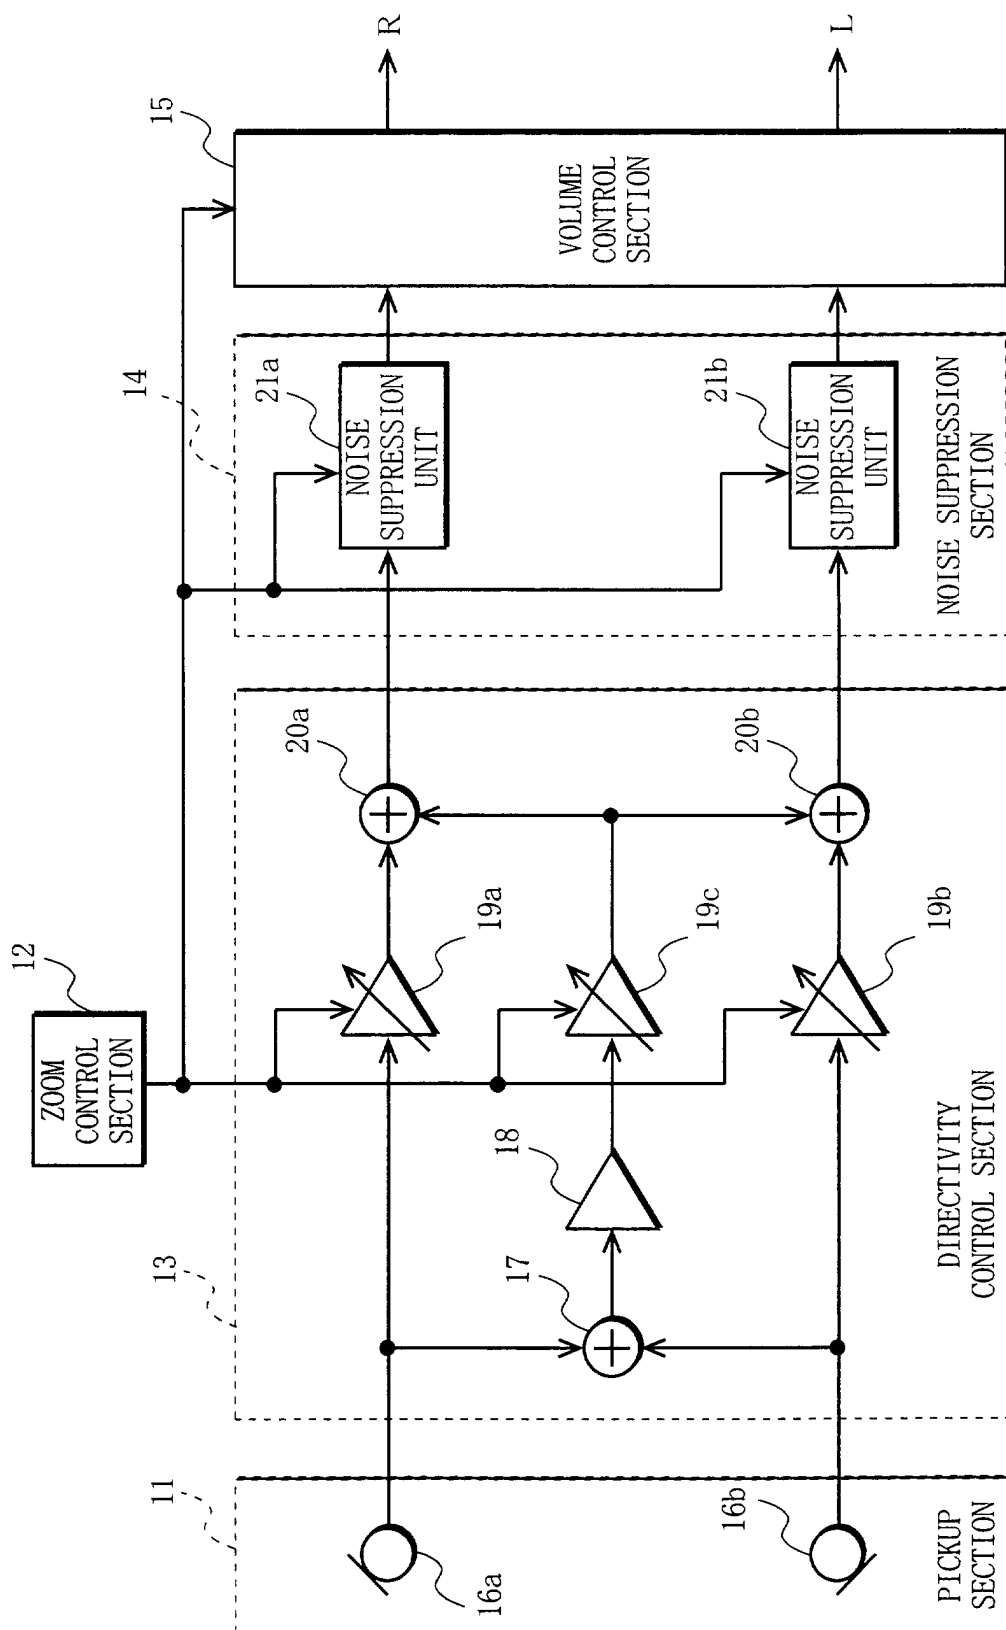 12
ZOOM
CONTROL
SECTION
15
R
L
VOLUME
CONTROL
SECTION
14
21a
NOISE
SUPPRESSION
UNIT
21b
NOISE
SUPPRESSION
UNIT
NOISE SUPPRESSION
SECTION
13
20a
20b
19a
19c
19b
18
17
DIRECTIVITY
CONTROL SECTION
11
16a
16b
PICKUP
SECTION